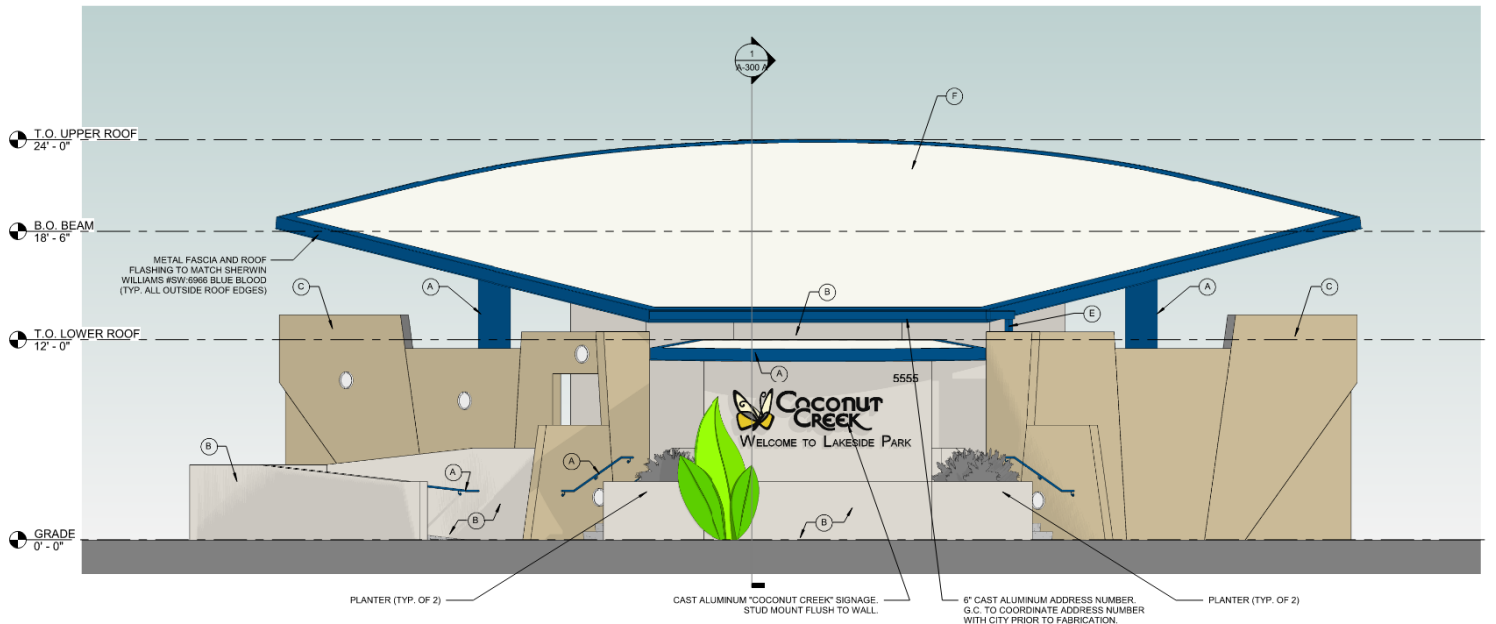 1
A-300 A
F
T.O. UPPER ROOF
24' - 0"
B.O. BEAM
18' - 6"
METAL FASCIA AND ROOF
FLASHING TO MATCH SHERWIN
WILLIAMS #SW:6966 BLUE BLOOD
(TYP. ALL OUTSIDE ROOF EDGES)
C
A
B
A
C
E
T.O. LOWER ROOF
12' - 0"
A
5555
COCONUT
CREEK
WELCOME TO LAKESIDE PARK
B
A
A
B
B
GRADE
0' - 0"
PLANTER (TYP. OF 2)
CAST ALUMINUM "COCONUT CREEK" SIGNAGE.
STUD MOUNT FLUSH TO WALL.
6" CAST ALUMINUM ADDRESS NUMBER.
G.C. TO COORDINATE ADDRESS NUMBER
WITH CITY PRIOR TO FABRICATION.
PLANTER (TYP. OF 2)